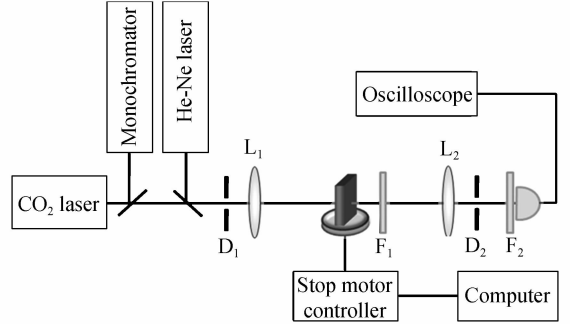 Monochromator
He-Ne laser
Oscilloscope
L₁
L₂
CO₂ laser
D₁
F₁
D₂
F₂
Stop motor
controller
Computer